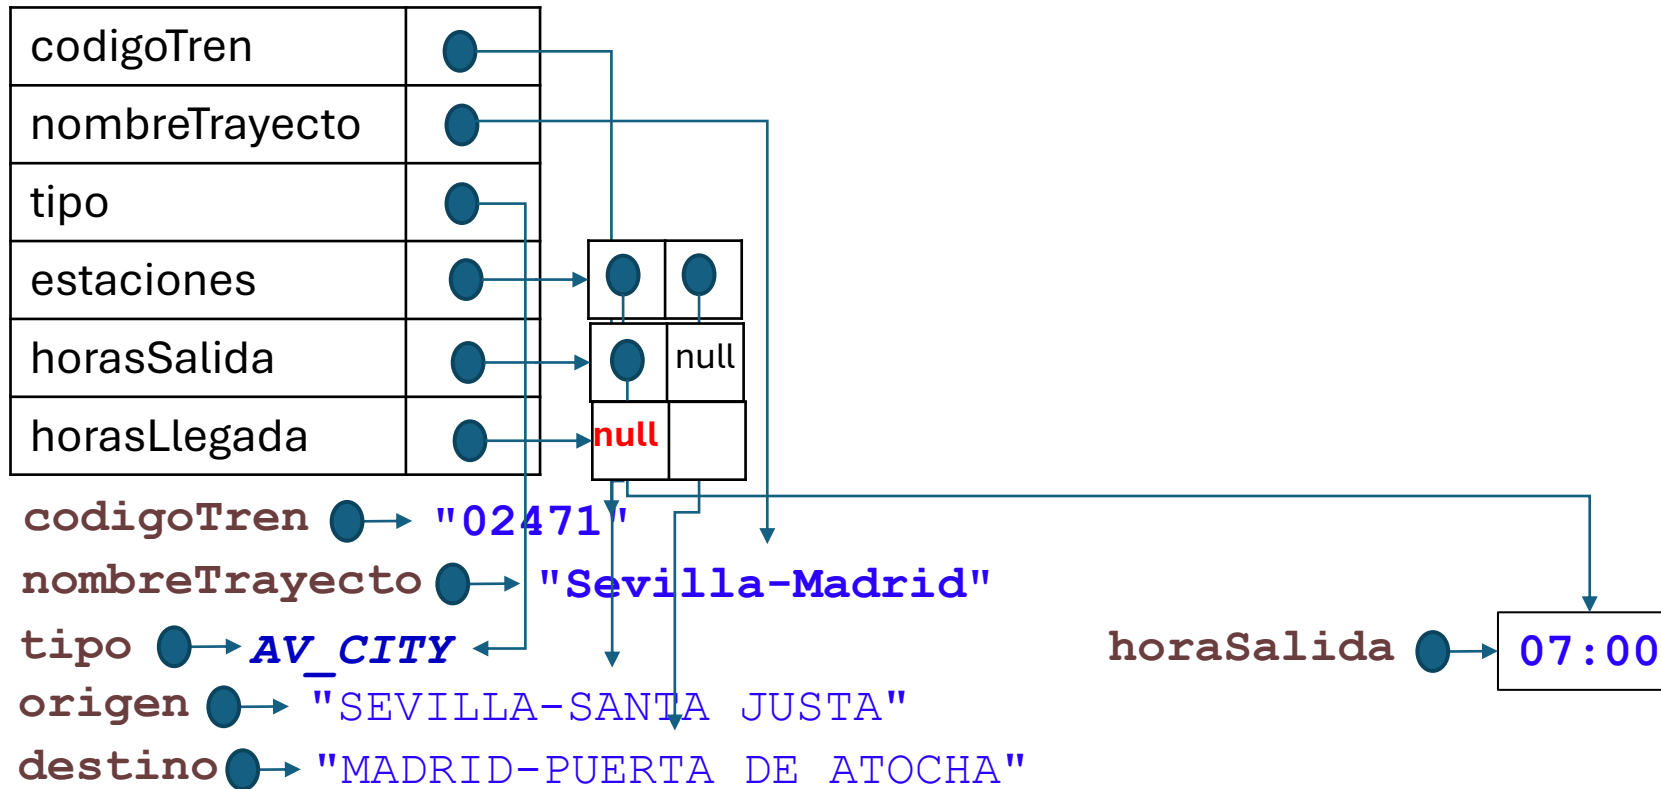 codigoTren
nombreTrayecto
tipo
estaciones
horasSalida null
horasLlegada null
codigoTren "02471"
nombreTrayecto "Sevilla-Madrid"
tipo AV_CITY horaSalida 07:00
origen "SEVILLA-SANTA JUSTA"
destino "MADRID-PUERTA DE ATOCHA"